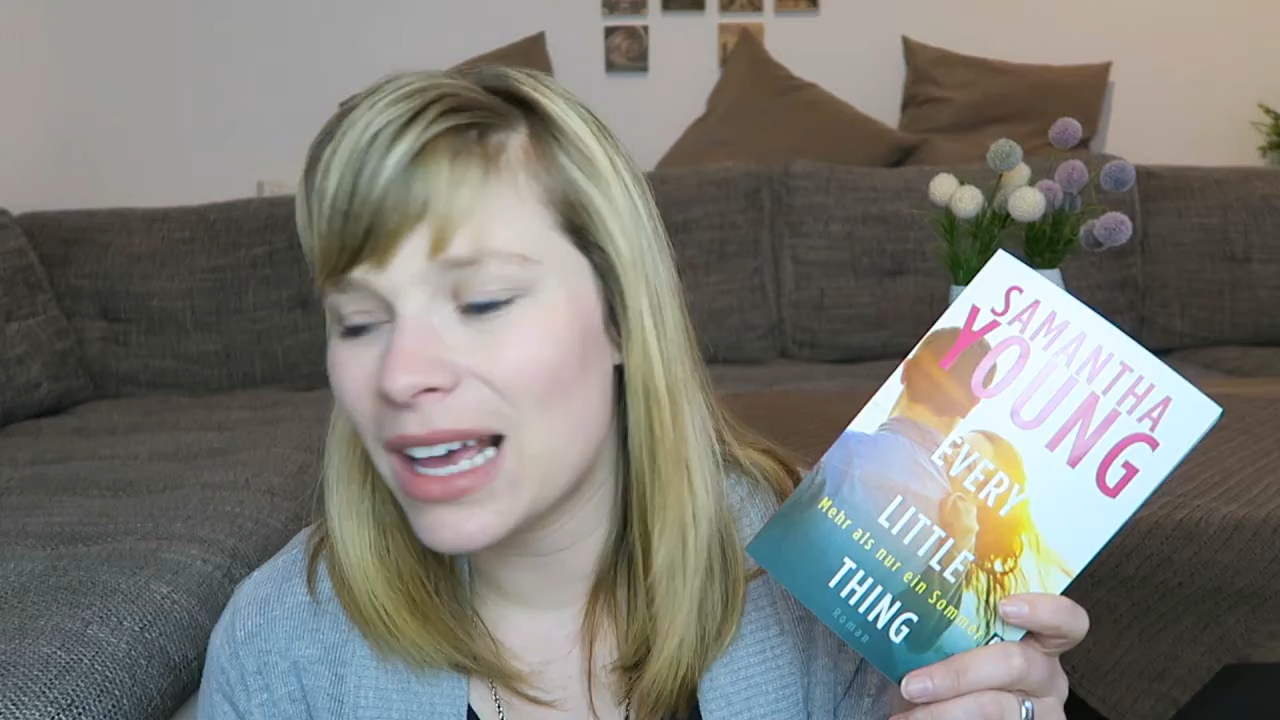 SAMANTHA
YOUNG
EVERY
LITTLE
Mehr als nur ein Sommer
THING
Roman